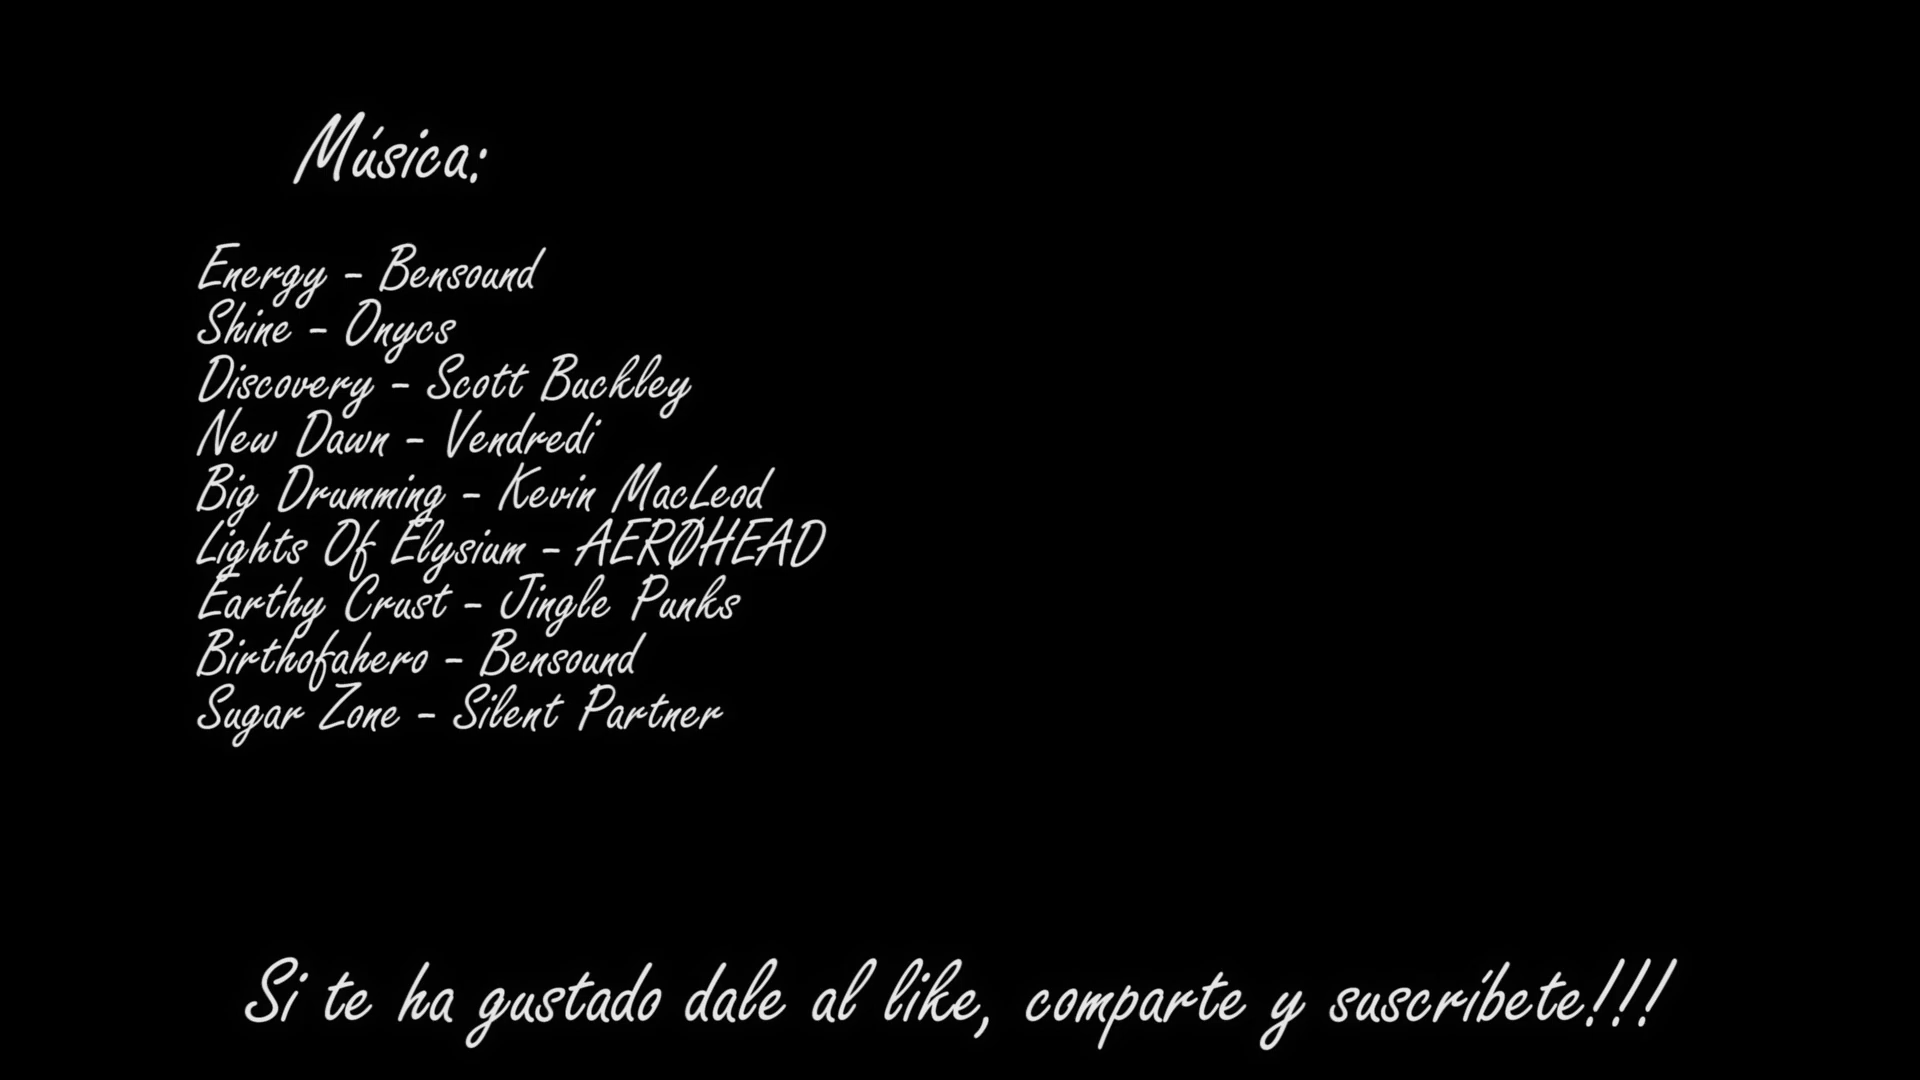 Música:
Energy - Bensound
Shine - Onycs
Discovery - Scott Buckley
New Dawn - Vendredi
Big Drumming - Kevin MacLeod
Lights Of Elysium - AERØHEAD
Earthy Crust - Jingle Punks
Birthofahero - Bensound
Sugar Zone - Silent Partner
Si te ha gustado dale al like, comparte y suscríbete!!!